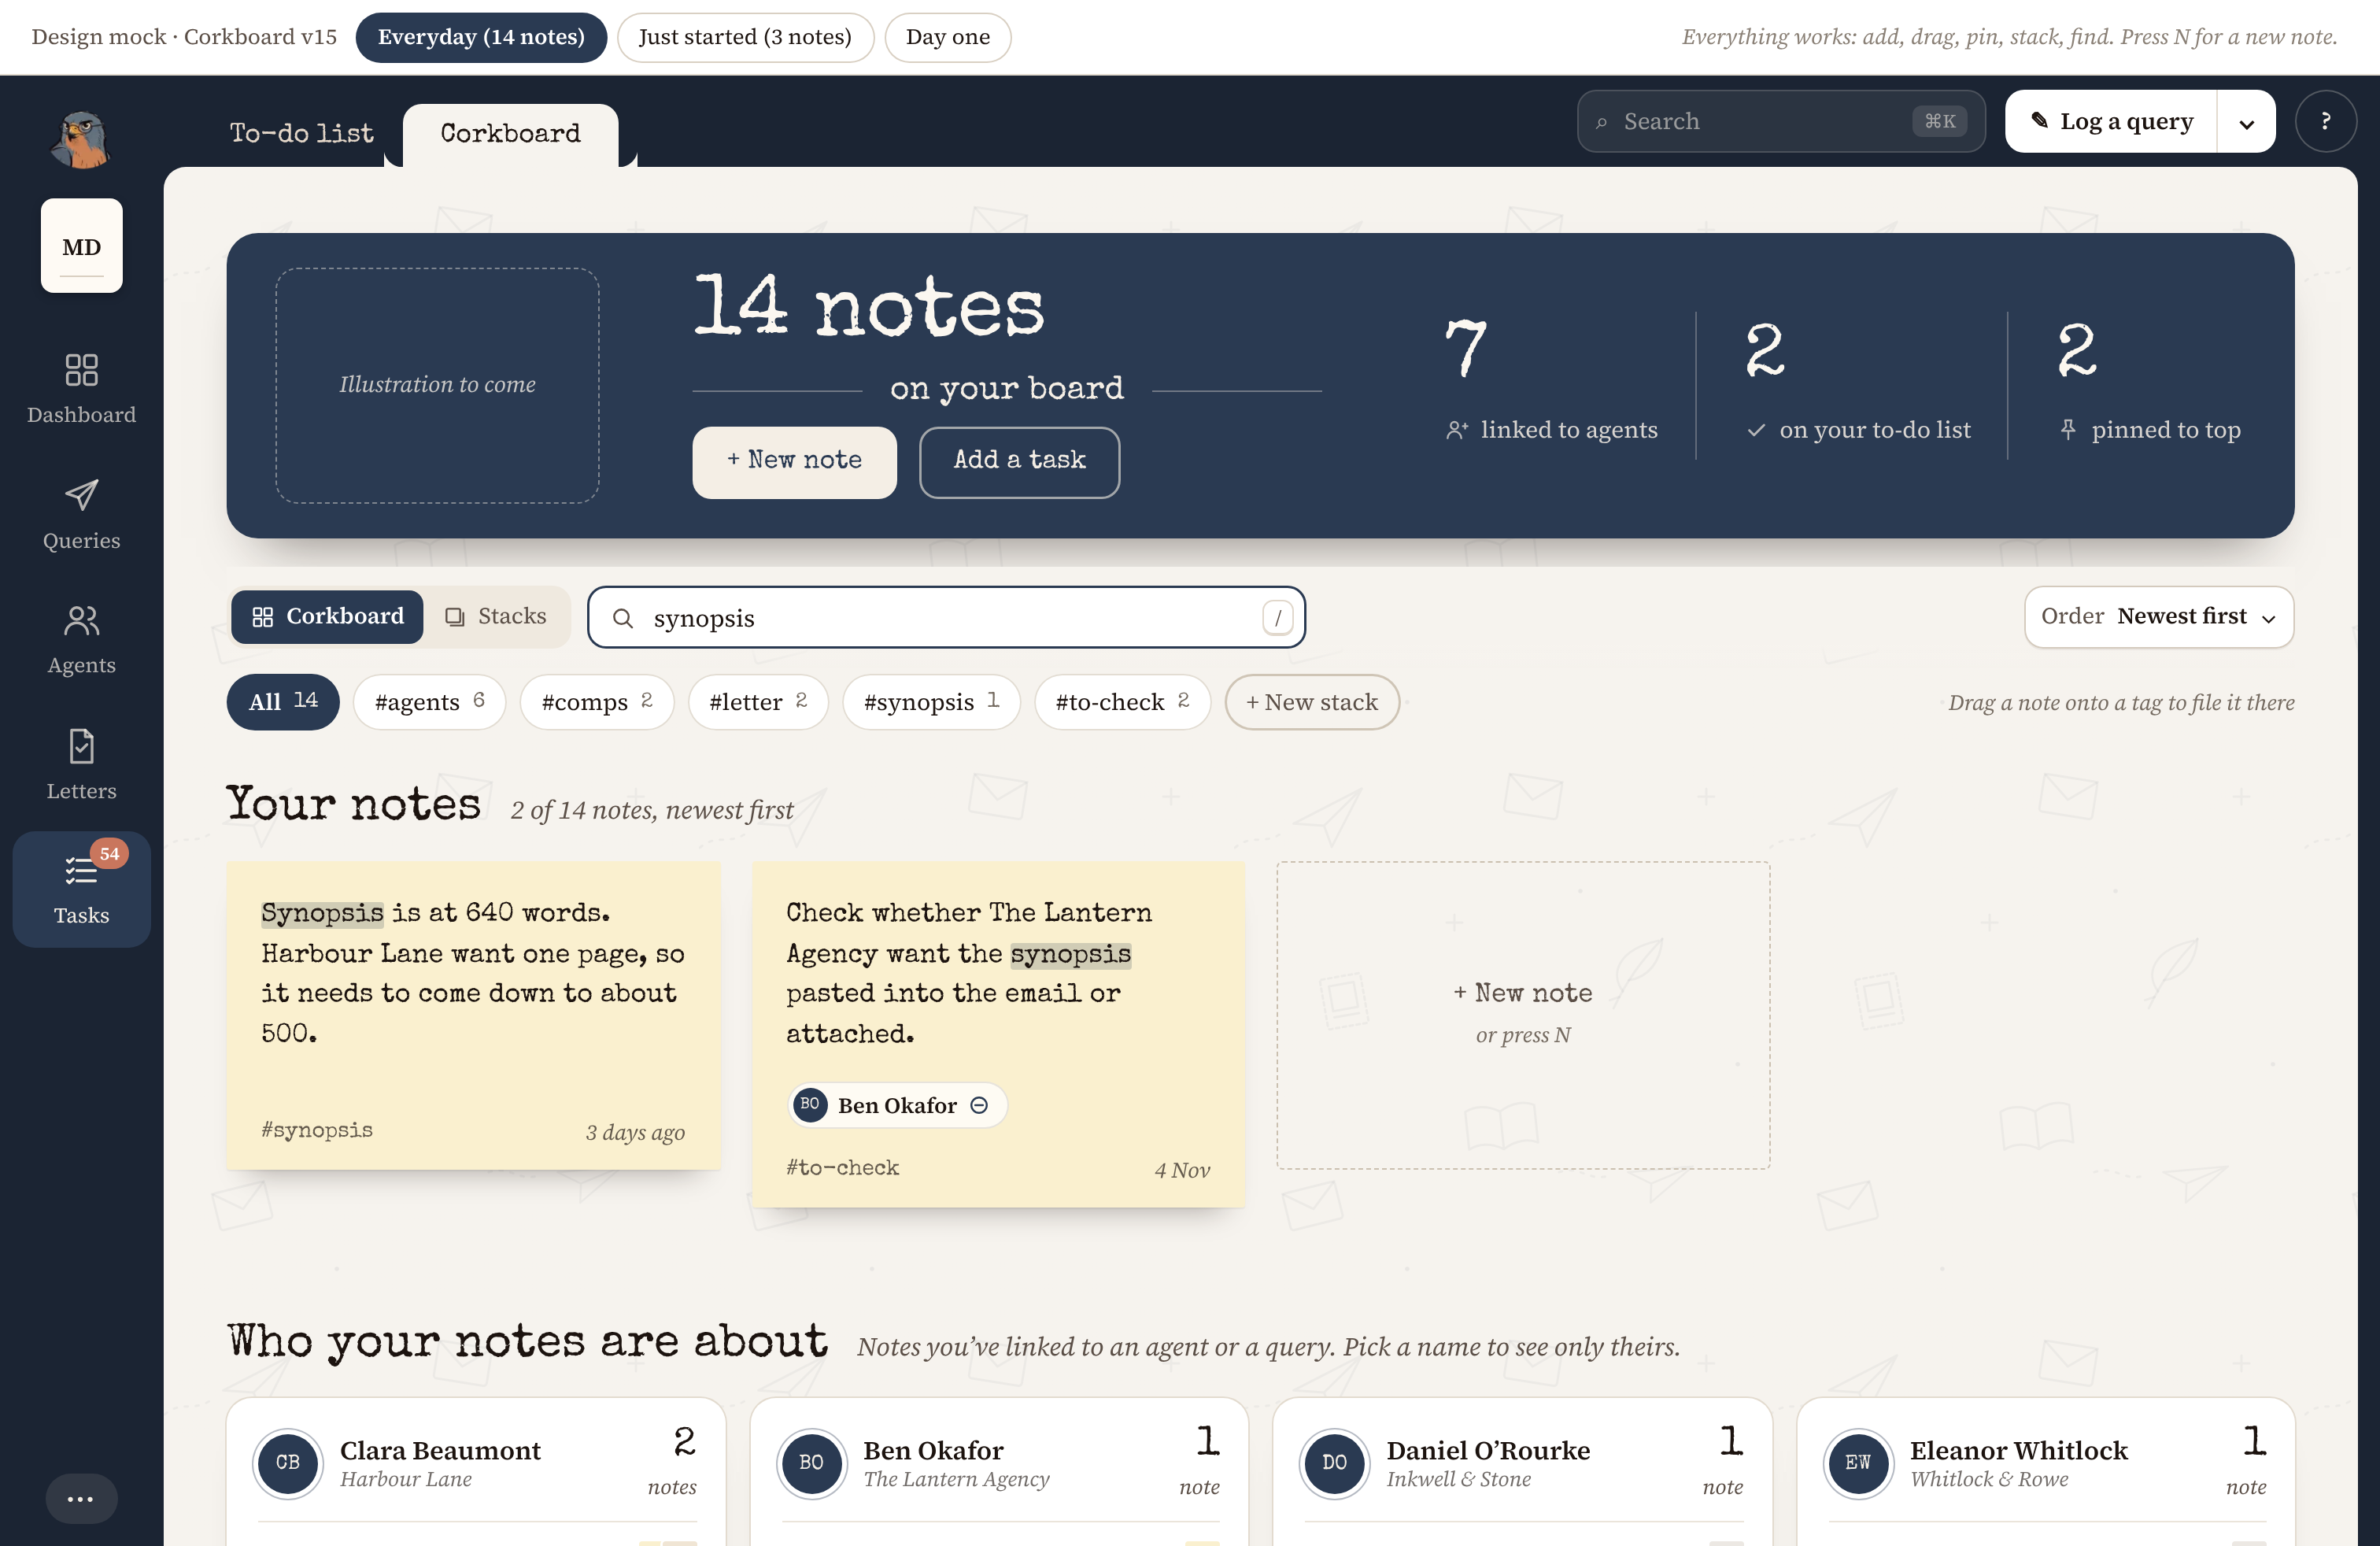 Design mock · Corkboard v15
Everyday (14 notes)
Just started (3 notes)
Day one
Everything works: add, drag, pin, stack, find. Press N for a new note.
To-do list
Corkboard
Search
⌘K
Log a query
?
MD
Dashboard
Queries
Agents
Letters
54
Tasks
Illustration to come
14 notes
on your board
+ New note
Add a task
7
linked to agents
2
on your to-do list
2
pinned to top
Corkboard
Stacks
synopsis
/
Order Newest first
All 14
#agents 6
#comps 2
#letter 2
#synopsis 1
#to-check 2
+ New stack
Drag a note onto a tag to file it there
Your notes
2 of 14 notes, newest first
Synopsis is at 640 words.
Harbour Lane want one page, so
it needs to come down to about
500.
#synopsis
3 days ago
Check whether The Lantern
Agency want the synopsis
pasted into the email or
attached.
BO Ben Okafor
#to-check
4 Nov
+ New note
or press N
Who your notes are about
Notes you’ve linked to an agent or a query. Pick a name to see only theirs.
CB
Clara Beaumont
Harbour Lane
2
notes
BO
Ben Okafor
The Lantern Agency
1
note
DO
Daniel O’Rourke
Inkwell & Stone
1
note
EW
Eleanor Whitlock
Whitlock & Rowe
1
note